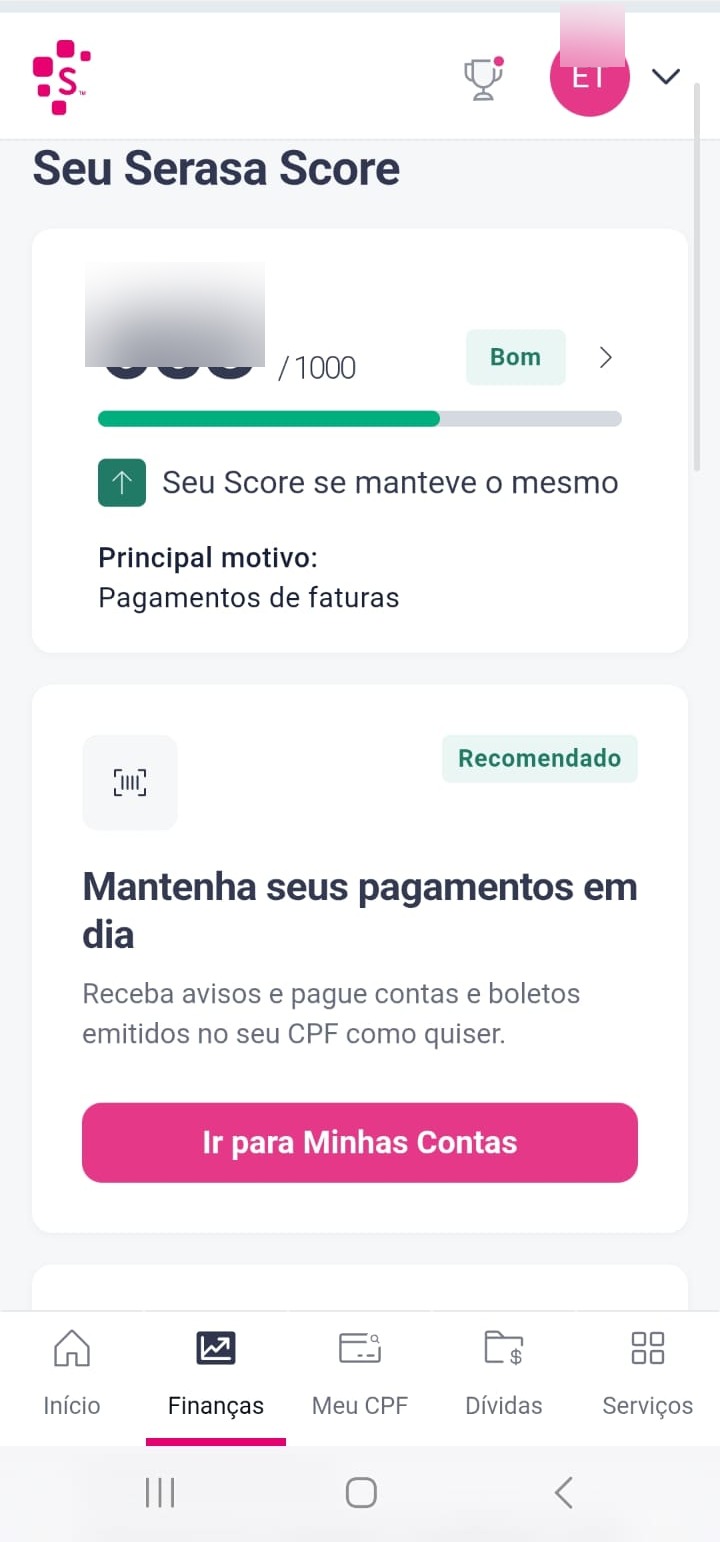 S
ET
Seu Serasa Score
/1000
Bom
Seu Score se manteve o mesmo
Principal motivo:
Pagamentos de faturas
Recomendado
Mantenha seus pagamentos em
dia
Receba avisos e pague contas e boletos
emitidos no seu CPF como quiser.
Ir para Minhas Contas
Início
Finanças
Meu CPF
Dívidas
Serviços